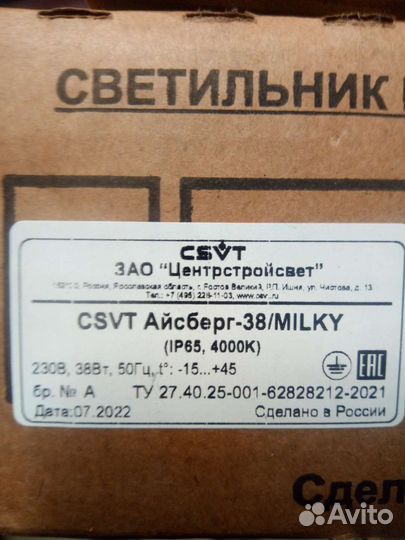 СВЕТИЛЬНИК
CSVT
ЗАО "Центрстройсвет"
Россия, Ярославская область, г. Ростов Великий, Р.П. Ишня, ул. Чистова, д. 13
Тел.: +7 (495) 228-11-03, www.csvt.ru
CSVT Айсберг-38/MILKY
(IP65, 4000K)
230В, 38Вт, 50Гц, t°: -15...+45
EAC
бр. № А ТУ 27.40.25-001-62828212-2021
Дата:07.2022 Сделано в России
Сдел
Avito